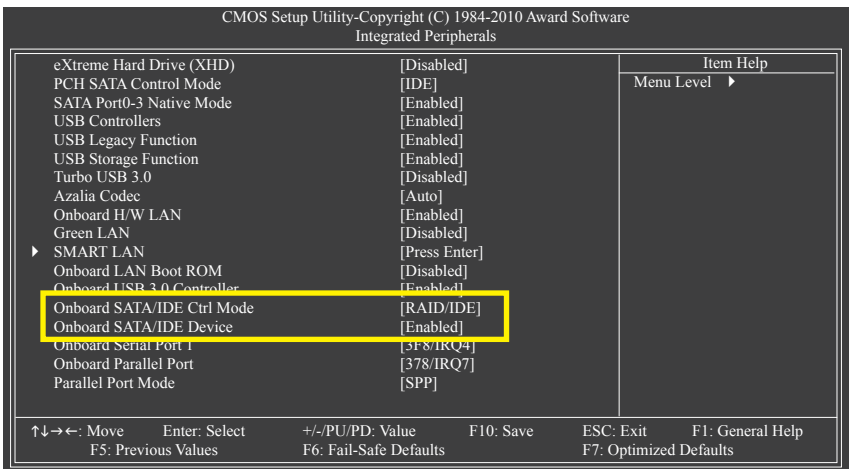 CMOS Setup Utility-Copyright (C) 1984-2010 Award Software
Integrated Peripherals
eXtreme Hard Drive (XHD) [Disabled] Item Help
PCH SATA Control Mode [IDE] Menu Level ▶
SATA Port0-3 Native Mode [Enabled]
USB Controllers [Enabled]
USB Legacy Function [Enabled]
USB Storage Function [Enabled]
Turbo USB 3.0 [Disabled]
Azalia Codec [Auto]
Onboard H/W LAN [Enabled]
Green LAN [Disabled]
▶ SMART LAN [Press Enter]
Onboard LAN Boot ROM [Disabled]
Onboard USB 3.0 Controller [Enabled]
Onboard SATA/IDE Ctrl Mode [RAID/IDE]
Onboard SATA/IDE Device [Enabled]
Onboard Serial Port 1 [3F8/IRQ4]
Onboard Parallel Port [378/IRQ7]
Parallel Port Mode [SPP]
↑↓→←: Move Enter: Select +/-/PU/PD: Value F10: Save ESC: Exit F1: General Help
F5: Previous Values F6: Fail-Safe Defaults F7: Optimized Defaults